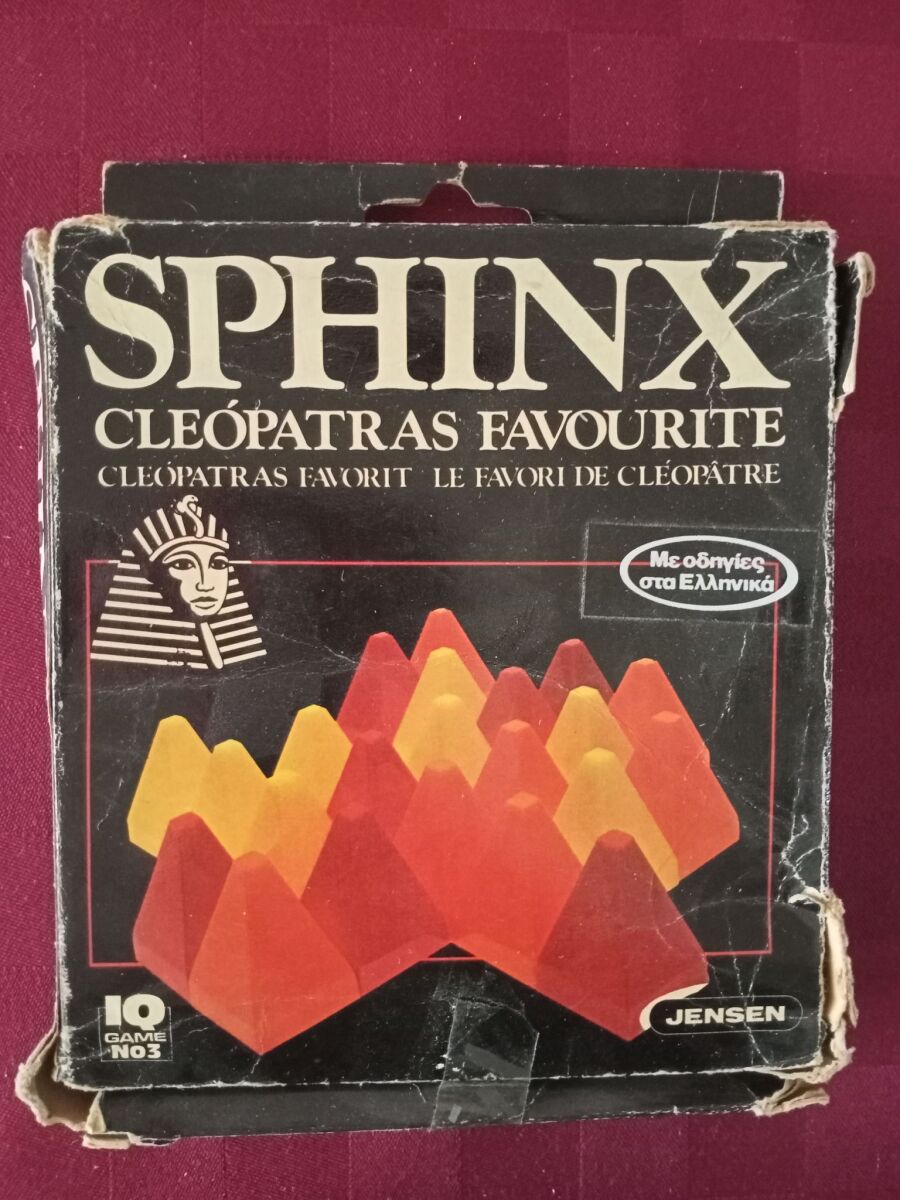 SPHINX
CLEÓPATRAS FAVOURITE
CLEÓPATRAS FAVORIT LE FAVORI DE CLÉOPÂTRE
Με οδηγίες
στα Ελληνικά
IQ
GAME
No3
JENSEN